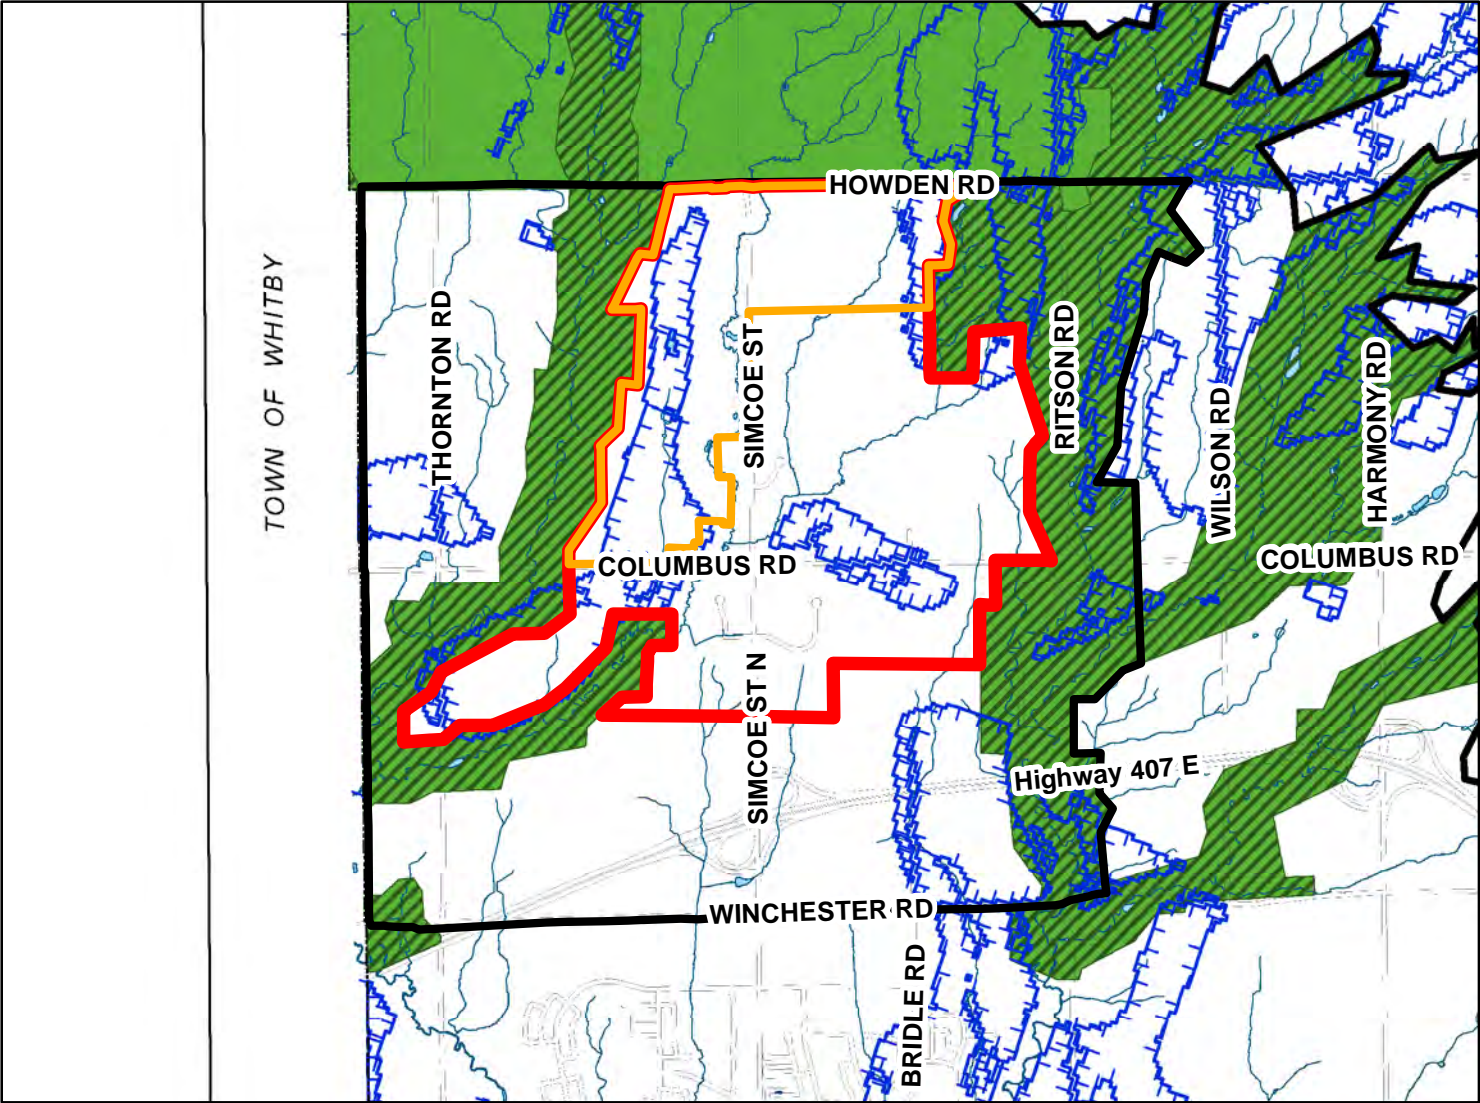 HOWDEN RD
TOWN OF WHITBY
THORNTON RD
SIMCOE ST
RITSON RD
WILSON RD
HARMONY RD
COLUMBUS RD
COLUMBUS RD
SIMCOE ST N
Highway 407 E
WINCHESTER RD
BRIDLE RD